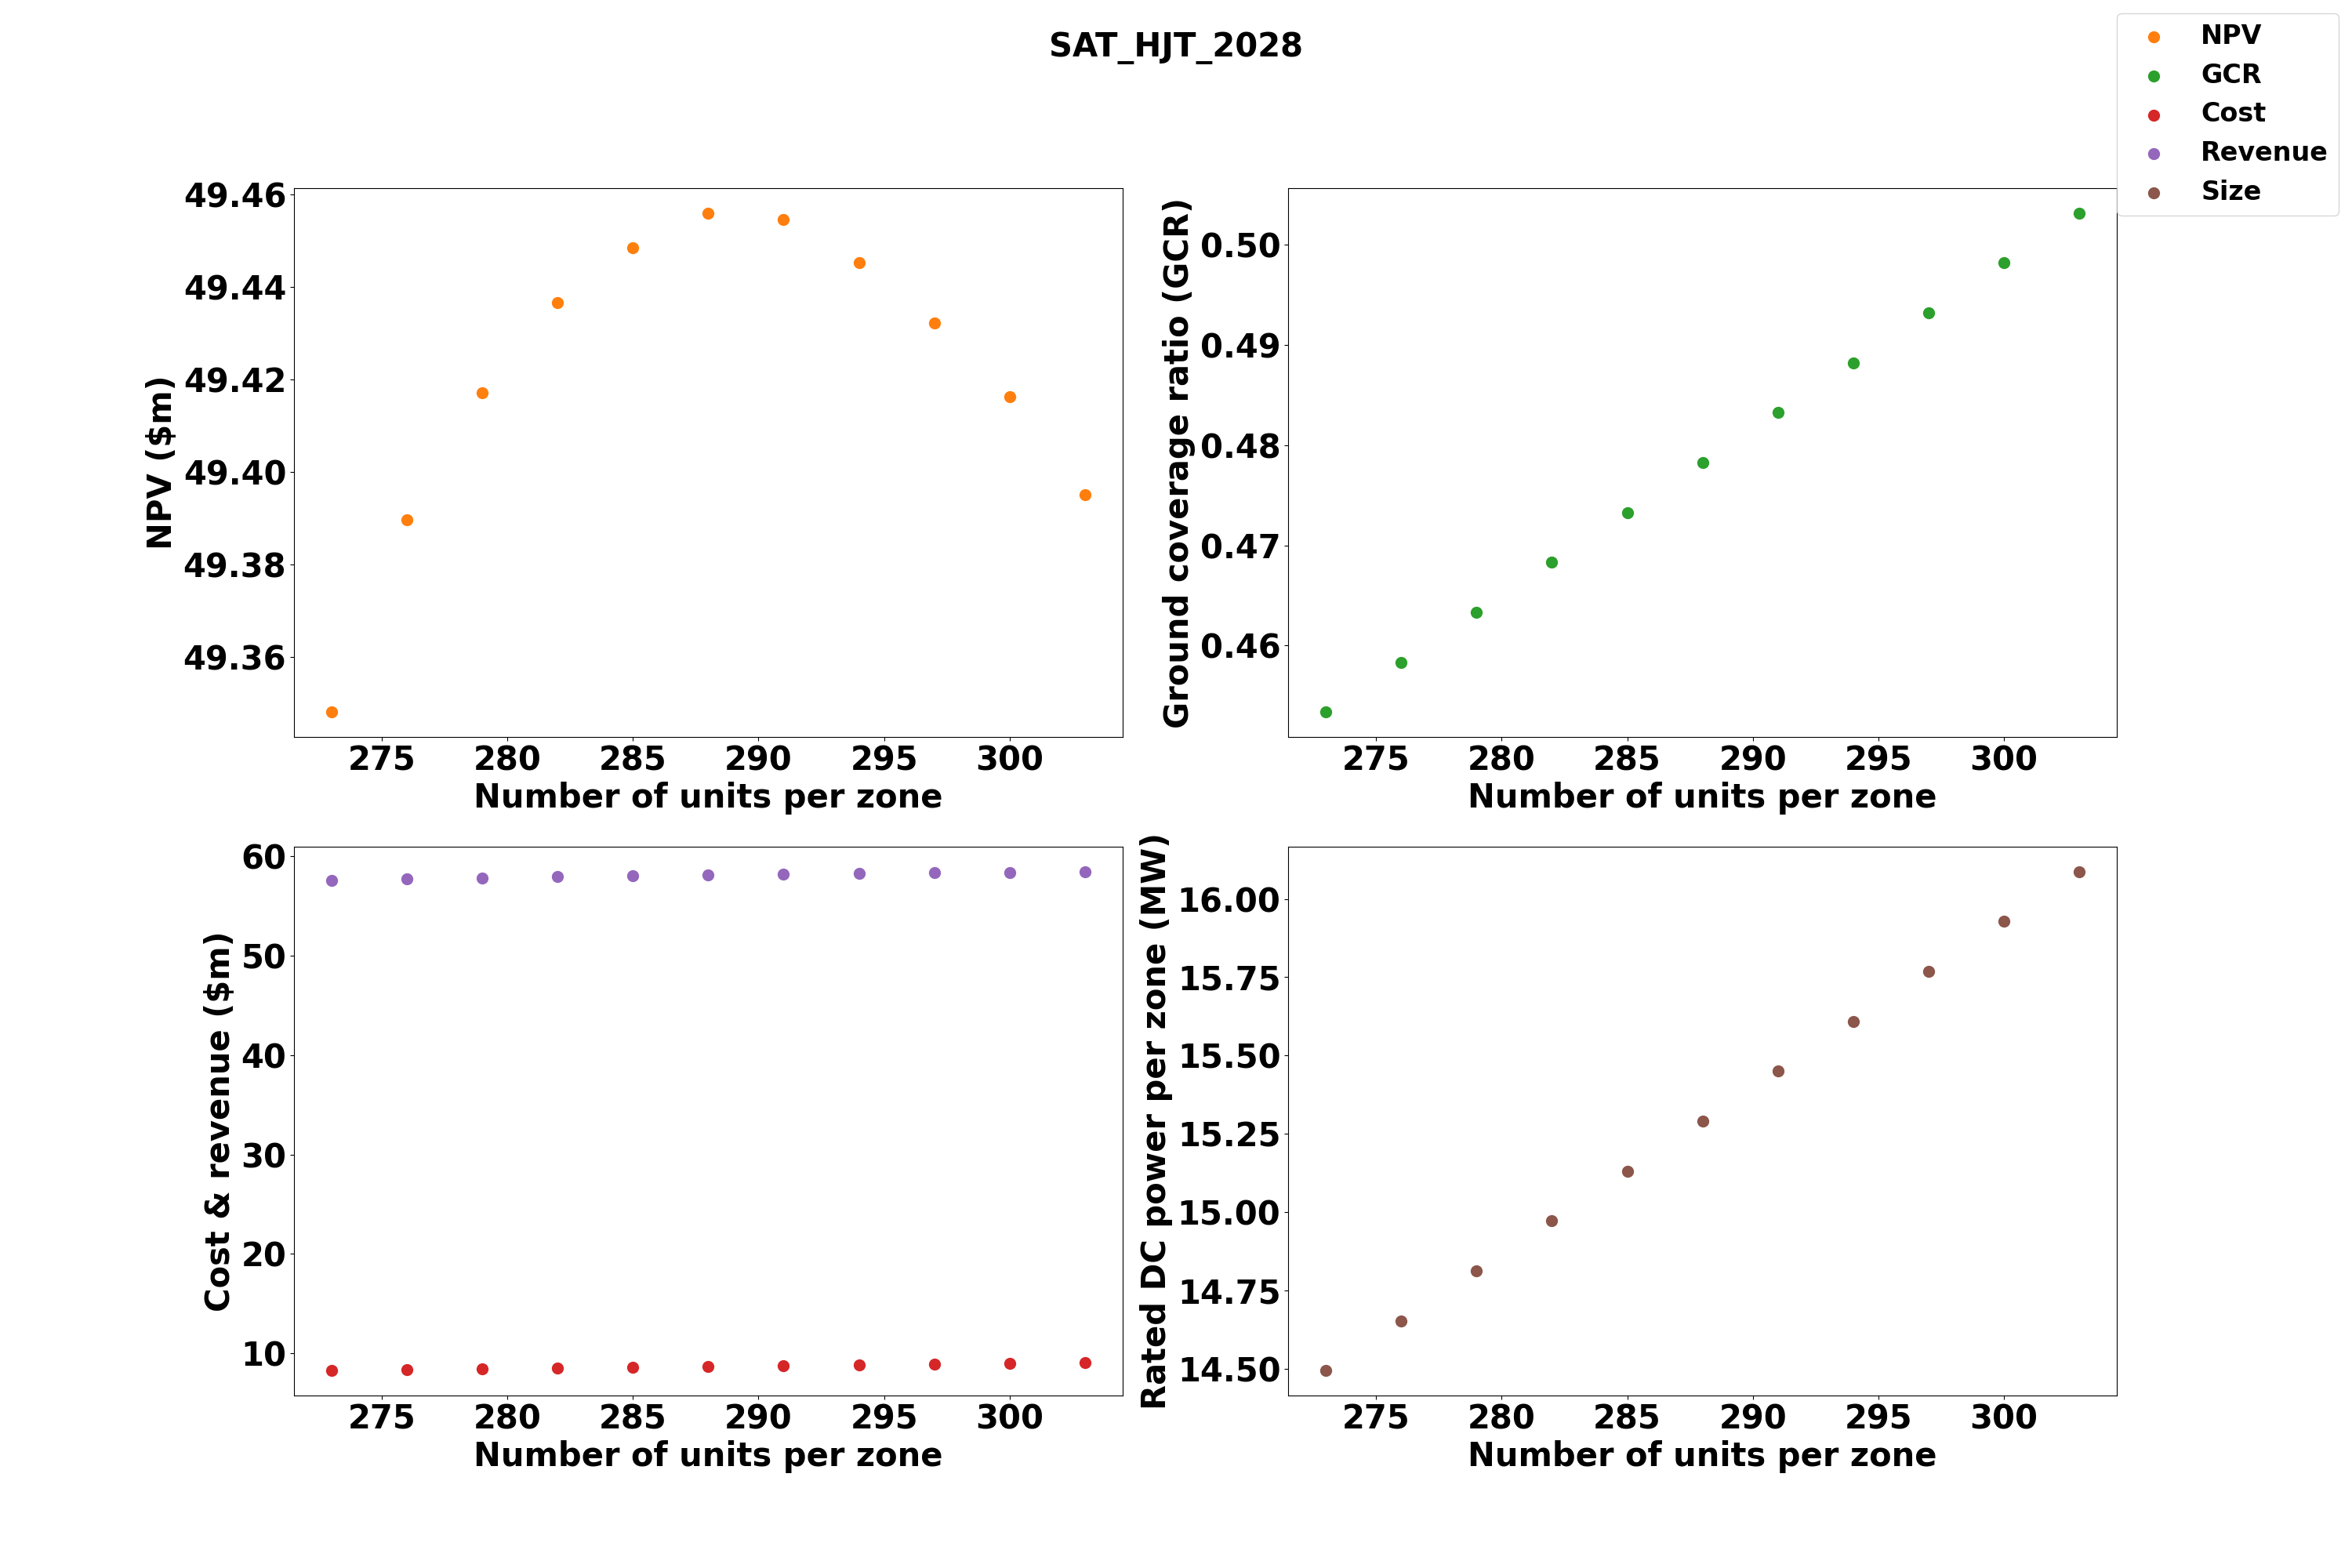 SAT_HJT_2028
NPV
GCR
Cost
Revenue
Size
NPV ($m)
49.46
49.44
49.42
49.40
49.38
49.36
275 280 285 290 295 300
Number of units per zone
Ground coverage ratio (GCR)
0.50
0.49
0.48
0.47
0.46
275 280 285 290 295 300
Number of units per zone
Cost & revenue ($m)
60
50
40
30
20
10
275 280 285 290 295 300
Number of units per zone
Rated DC power per zone (MW)
16.00
15.75
15.50
15.25
15.00
14.75
14.50
275 280 285 290 295 300
Number of units per zone